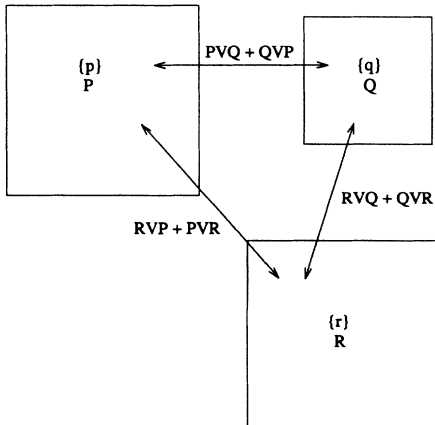 PVQ + QVP
{p}
P
{q}
Q
RVP + PVR
RVQ + QVR
{r}
R